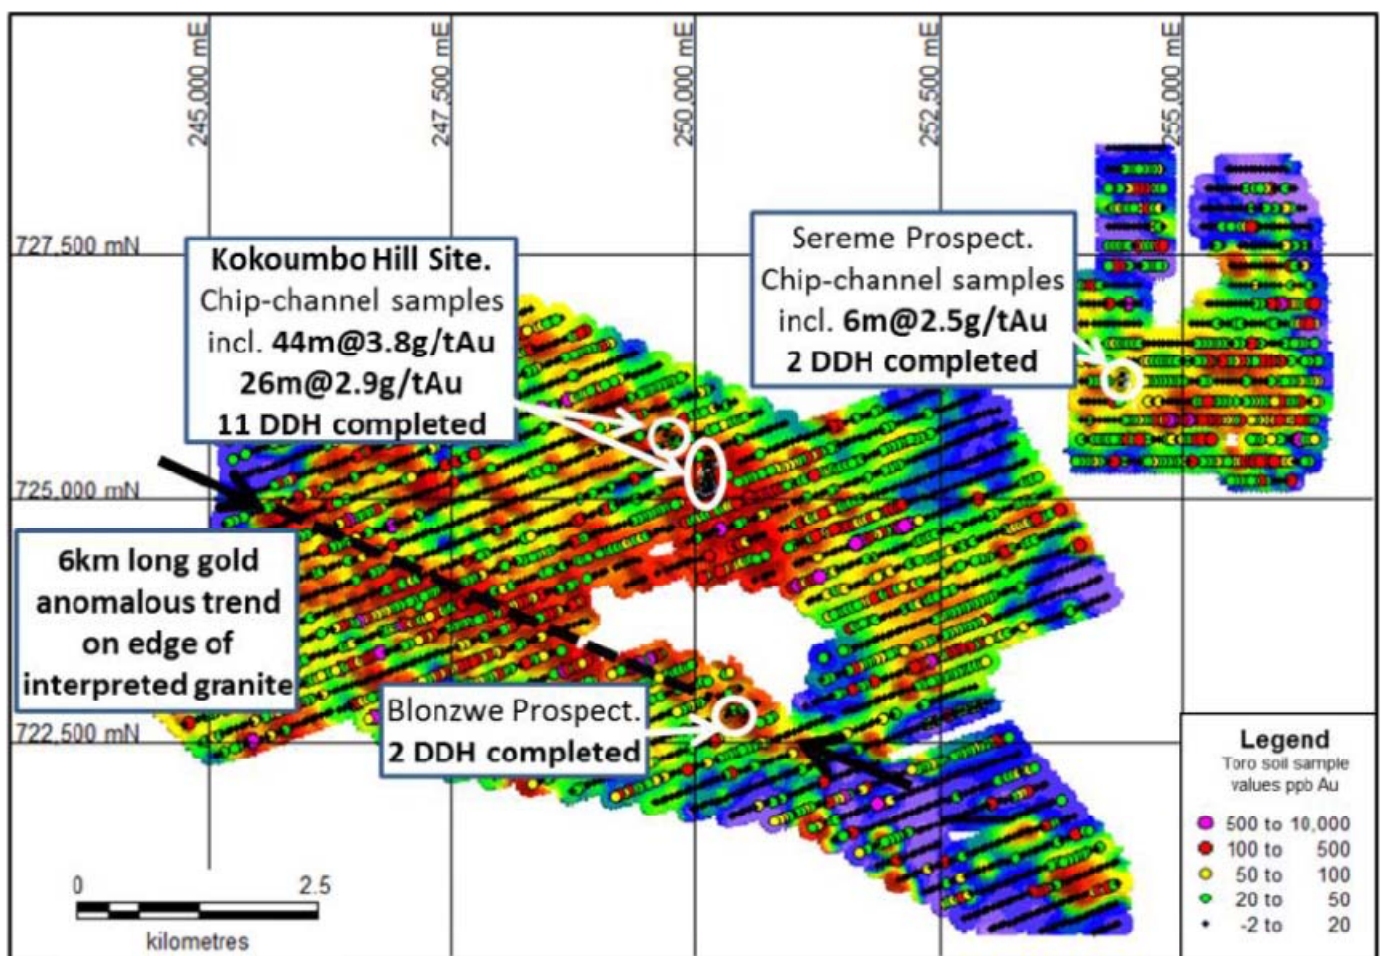 245,000 mE
247,500 mE
250,000 mE
252,500 mE
255,000 mE
727,500 mN
725,000 mN
722,500 mN
Kokoumbo Hill Site.
Chip-channel samples
incl. 44m@3.8g/tAu
26m@2.9g/tAu
11 DDH completed
Sereme Prospect.
Chip-channel samples
incl. 6m@2.5g/tAu
2 DDH completed
6km long gold
anomalous trend
on edge of
interpreted granite
Blonzwe Prospect.
2 DDH completed
Legend
Toro soil sample
values ppb Au
500 to 10,000
100 to 500
50 to 100
20 to 50
-2 to 20
0 2.5
kilometres